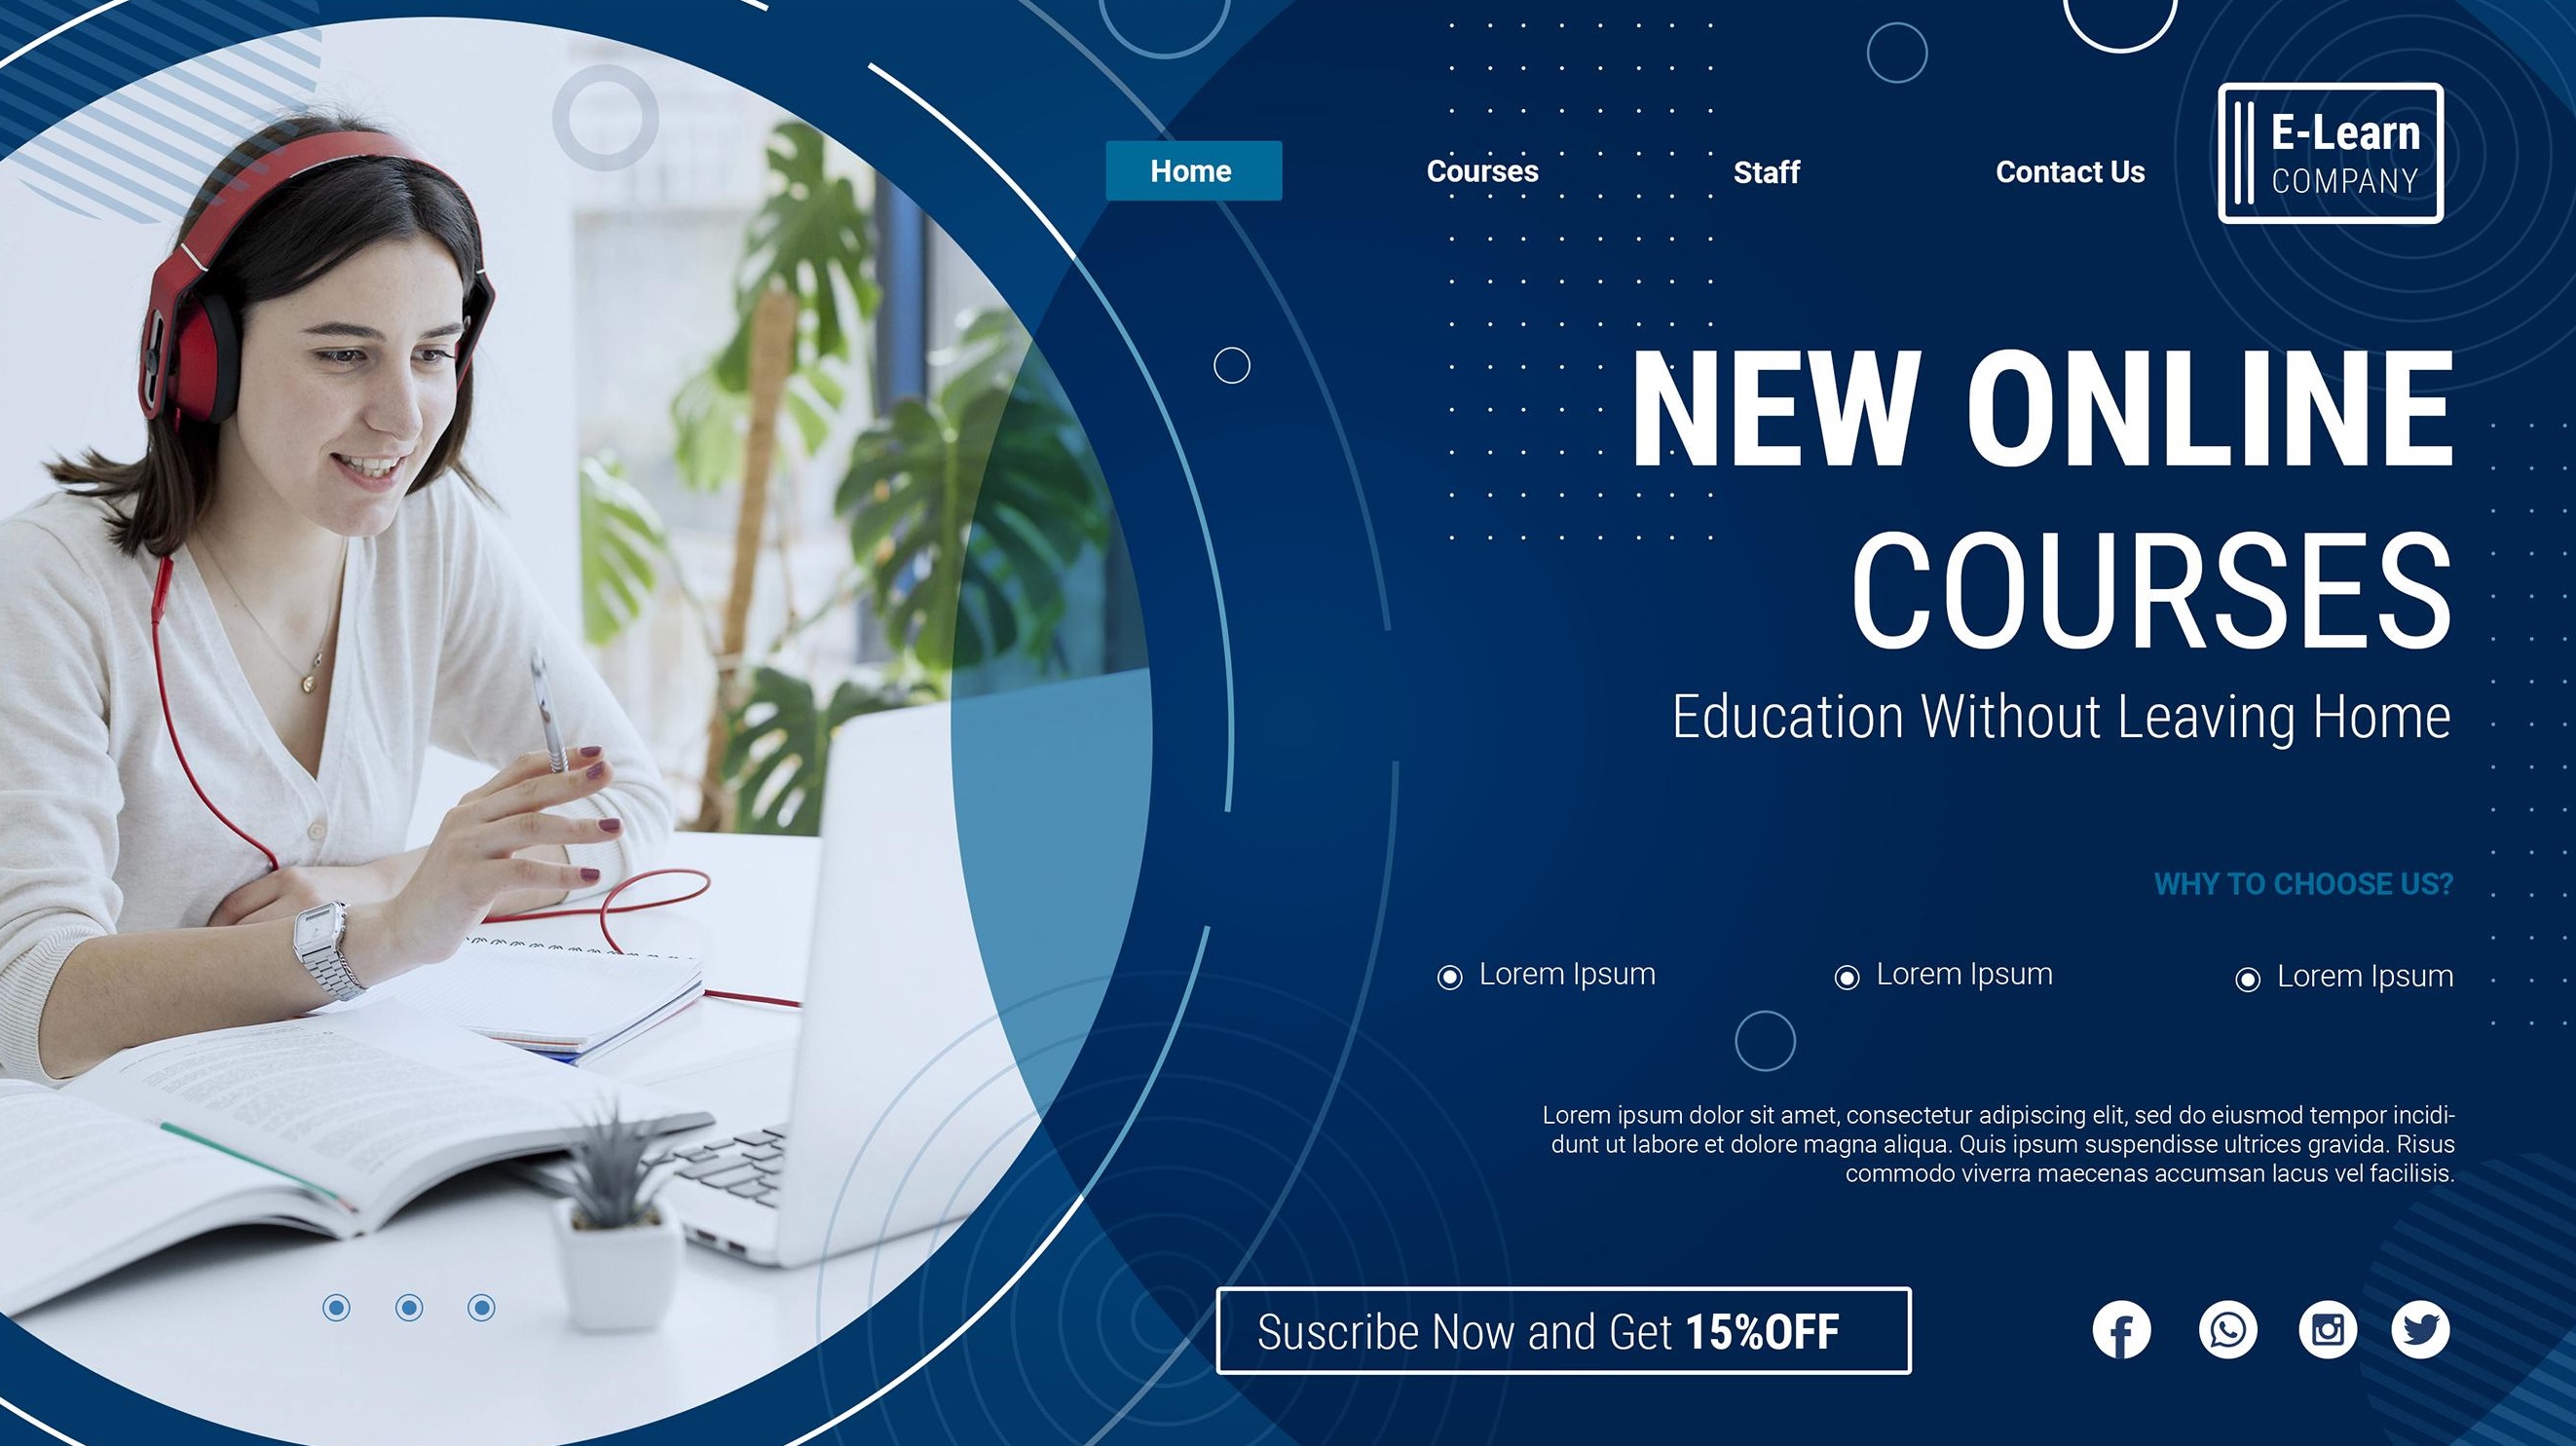 Home
Courses
Staff
Contact Us
E-Learn
COMPANY
NEW ONLINE
COURSES
Education Without Leaving Home
WHY TO CHOOSE US?
Lorem Ipsum
Lorem Ipsum
Lorem Ipsum
Lorem ipsum dolor sit amet, consectetur adipiscing elit, sed do eiusmod tempor incidi-
dunt ut labore et dolore magna aliqua. Quis ipsum suspendisse ultrices gravida. Risus
commodo viverra maecenas accumsan lacus vel facilisis.
Suscribe Now and Get 15%OFF